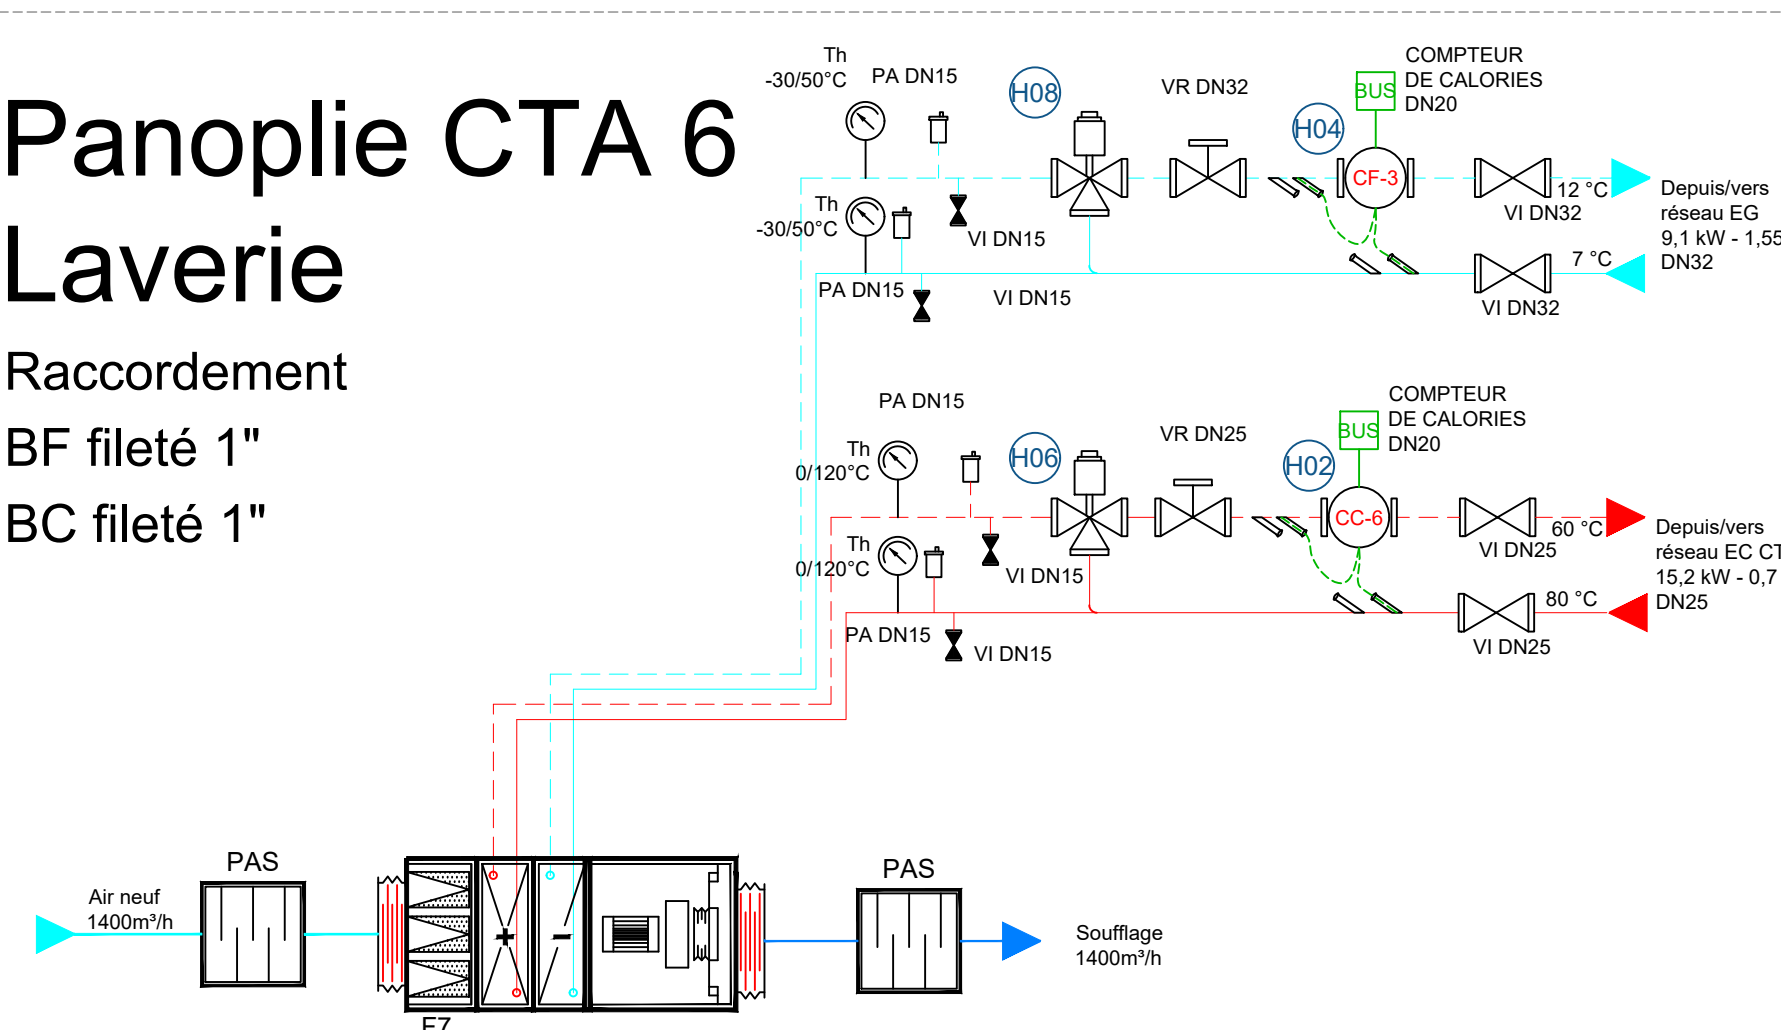 Panoplie CTA 6
Laverie
Raccordement
BF fileté 1"
BC fileté 1"
Th
-30/50°C
PA DN15
H08
VR DN32
H04
BUS
COMPTEUR
DE CALORIES
DN20
CF-3
12 °C
VI DN32
Depuis/vers
réseau EG
9,1 kW - 1,55
DN32
Th
-30/50°C
VI DN15
PA DN15
VI DN15
7 °C
VI DN32
PA DN15
Th
0/120°C
H06
VR DN25
H02
BUS
COMPTEUR
DE CALORIES
DN20
CC-6
60 °C
VI DN25
Depuis/vers
réseau EC CT
15,2 kW - 0,7
DN25
Th
0/120°C
VI DN15
PA DN15
VI DN15
80 °C
VI DN25
PAS
Air neuf
1400m³/h
PAS
Soufflage
1400m³/h
F7